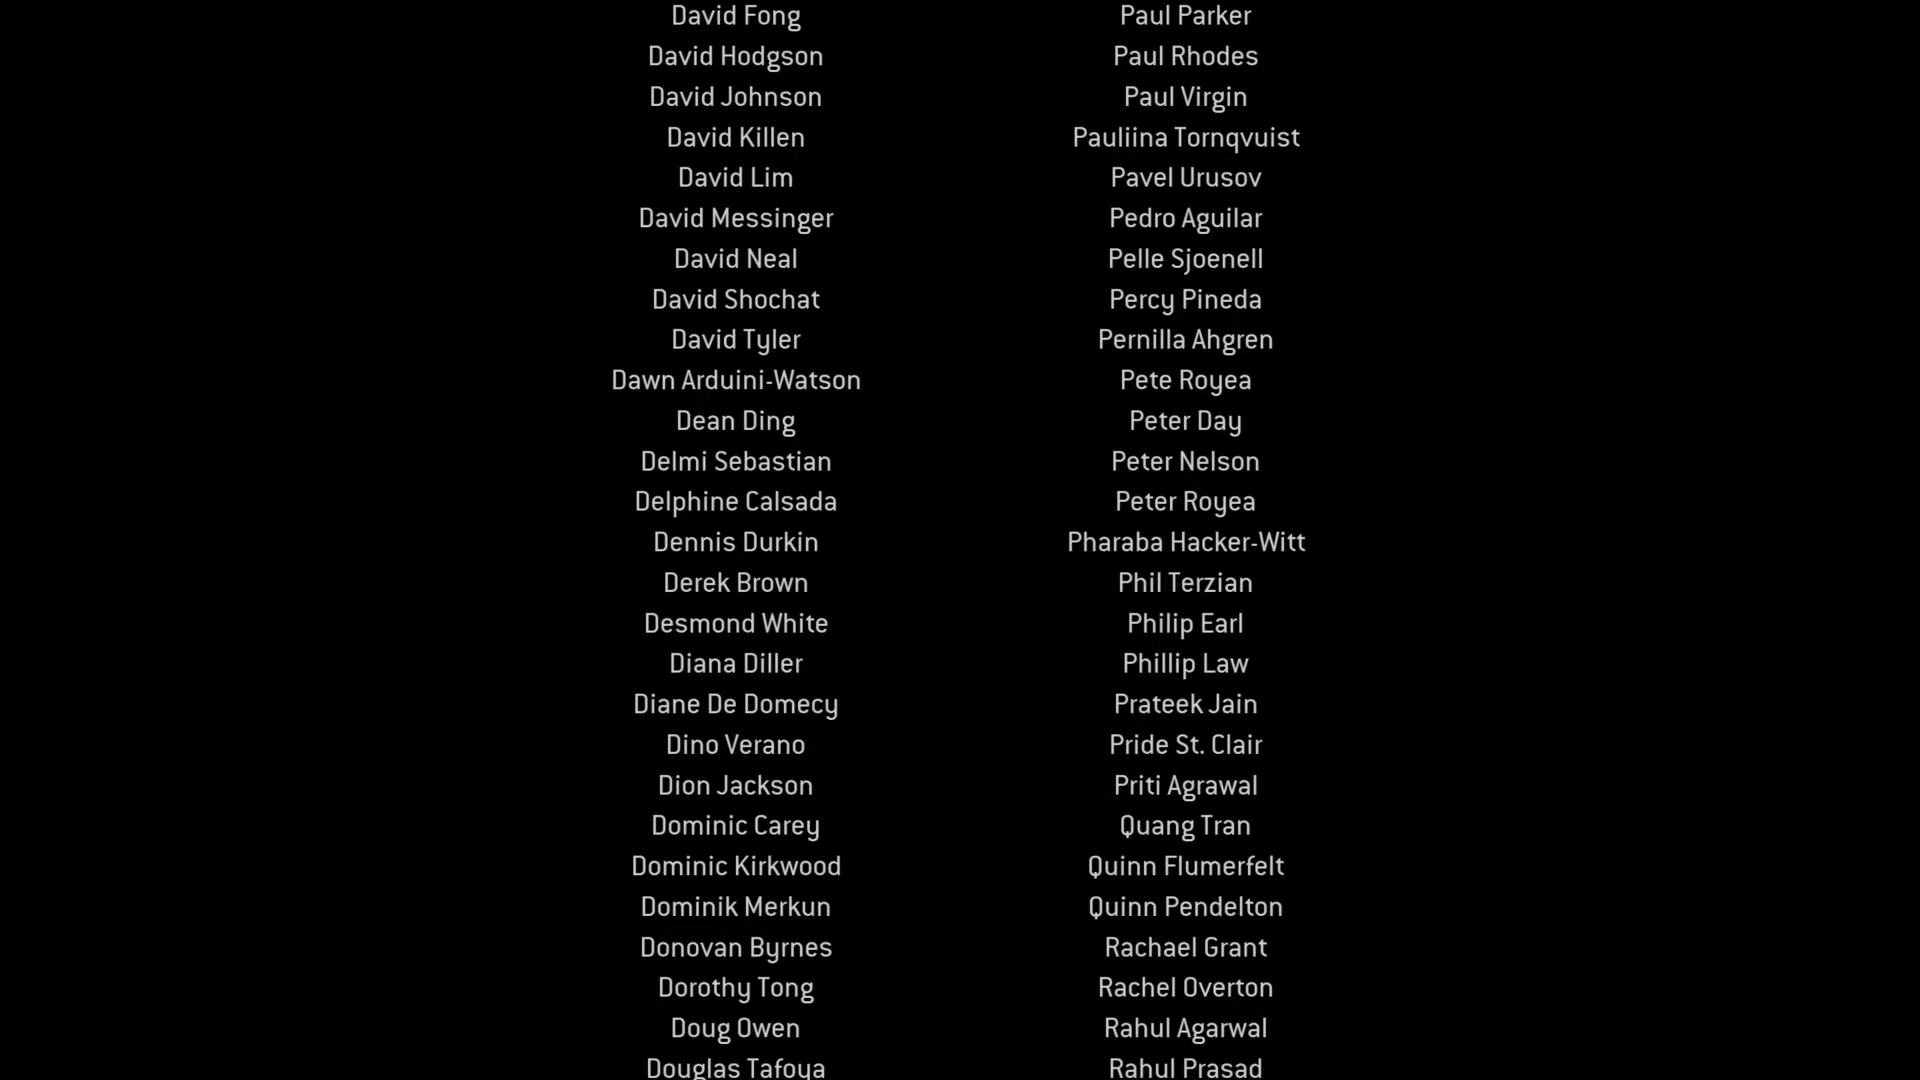 David Fong
David Hodgson
David Johnson
David Killen
David Lim
David Messinger
David Neal
David Shochat
David Tyler
Dawn Arduini-Watson
Dean Ding
Delmi Sebastian
Delphine Calsada
Dennis Durkin
Derek Brown
Desmond White
Diana Diller
Diane De Domecy
Dino Verano
Dion Jackson
Dominic Carey
Dominic Kirkwood
Dominik Merkun
Donovan Byrnes
Dorothy Tong
Doug Owen
Douglas Tafoya
Paul Parker
Paul Rhodes
Paul Virgin
Pauliina Tornqvuist
Pavel Urusov
Pedro Aguilar
Pelle Sjoenell
Percy Pineda
Pernilla Ahgren
Pete Royea
Peter Day
Peter Nelson
Peter Royea
Pharaba Hacker-Witt
Phil Terzian
Philip Earl
Phillip Law
Prateek Jain
Pride St. Clair
Priti Agrawal
Quang Tran
Quinn Flumerfelt
Quinn Pendelton
Rachael Grant
Rachel Overton
Rahul Agarwal
Rahul Prasad